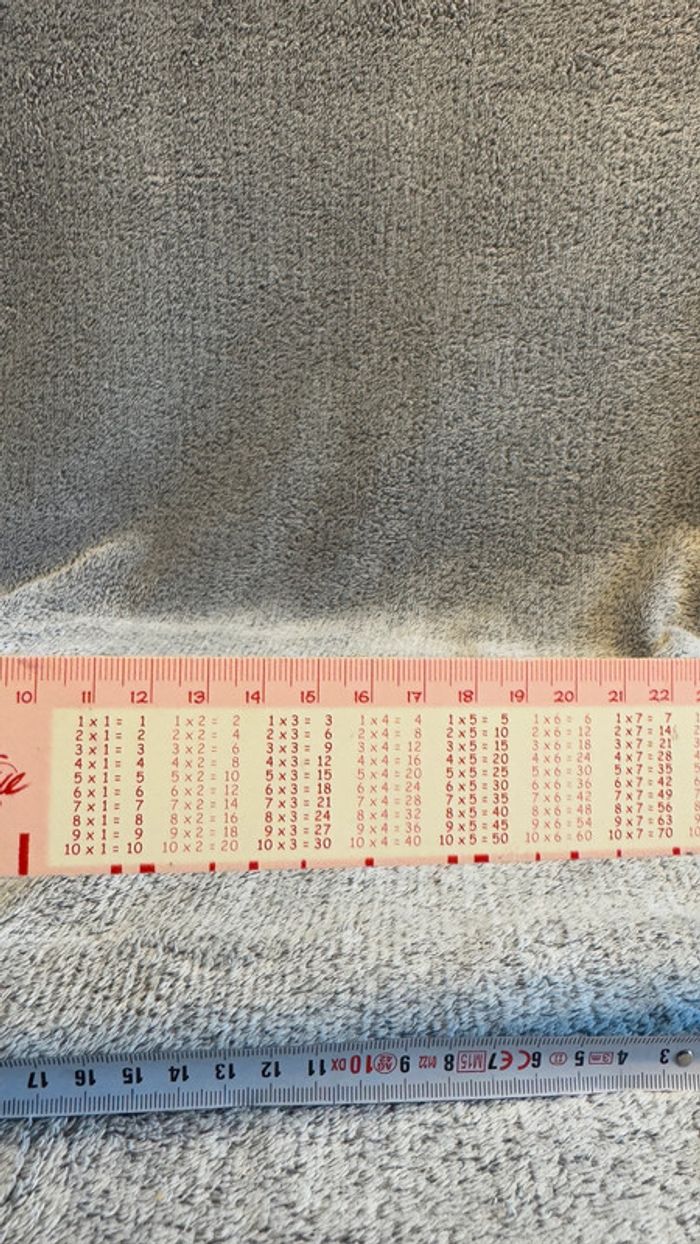 10 11 12 13 14 15 16 17 18 19 20 21 22
1 x 1 = 1 1 x 2 = 2 1 x 3 = 3 1 x 4 = 4 1 x 5 = 5 1 x 6 = 6 1 x 7 = 7
2 x 1 = 2 2 x 2 = 4 2 x 3 = 6 2 x 4 = 8 2 x 5 = 10 2 x 6 = 12 2 x 7 = 14
3 x 1 = 3 3 x 2 = 6 3 x 3 = 9 3 x 4 = 12 3 x 5 = 15 3 x 6 = 18 3 x 7 = 21
4 x 1 = 4 4 x 2 = 8 4 x 3 = 12 4 x 4 = 16 4 x 5 = 20 4 x 6 = 24 4 x 7 = 28
5 x 1 = 5 5 x 2 = 10 5 x 3 = 15 5 x 4 = 20 5 x 5 = 25 5 x 6 = 30 5 x 7 = 35
6 x 1 = 6 6 x 2 = 12 6 x 3 = 18 6 x 4 = 24 6 x 5 = 30 6 x 6 = 36 6 x 7 = 42
7 x 1 = 7 7 x 2 = 14 7 x 3 = 21 7 x 4 = 28 7 x 5 = 35 7 x 6 = 42 7 x 7 = 49
8 x 1 = 8 8 x 2 = 16 8 x 3 = 24 8 x 4 = 32 8 x 5 = 40 8 x 6 = 48 8 x 7 = 56
9 x 1 = 9 9 x 2 = 18 9 x 3 = 27 9 x 4 = 36 9 x 5 = 45 9 x 6 = 54 9 x 7 = 63
10 x 1 = 10 10 x 2 = 20 10 x 3 = 30 10 x 4 = 40 10 x 5 = 50 10 x 6 = 60 10 x 7 = 70
3 4 3m 5 II 6 CE 7 M15 8 9 10 DX 11 12 13 14 15 16 17